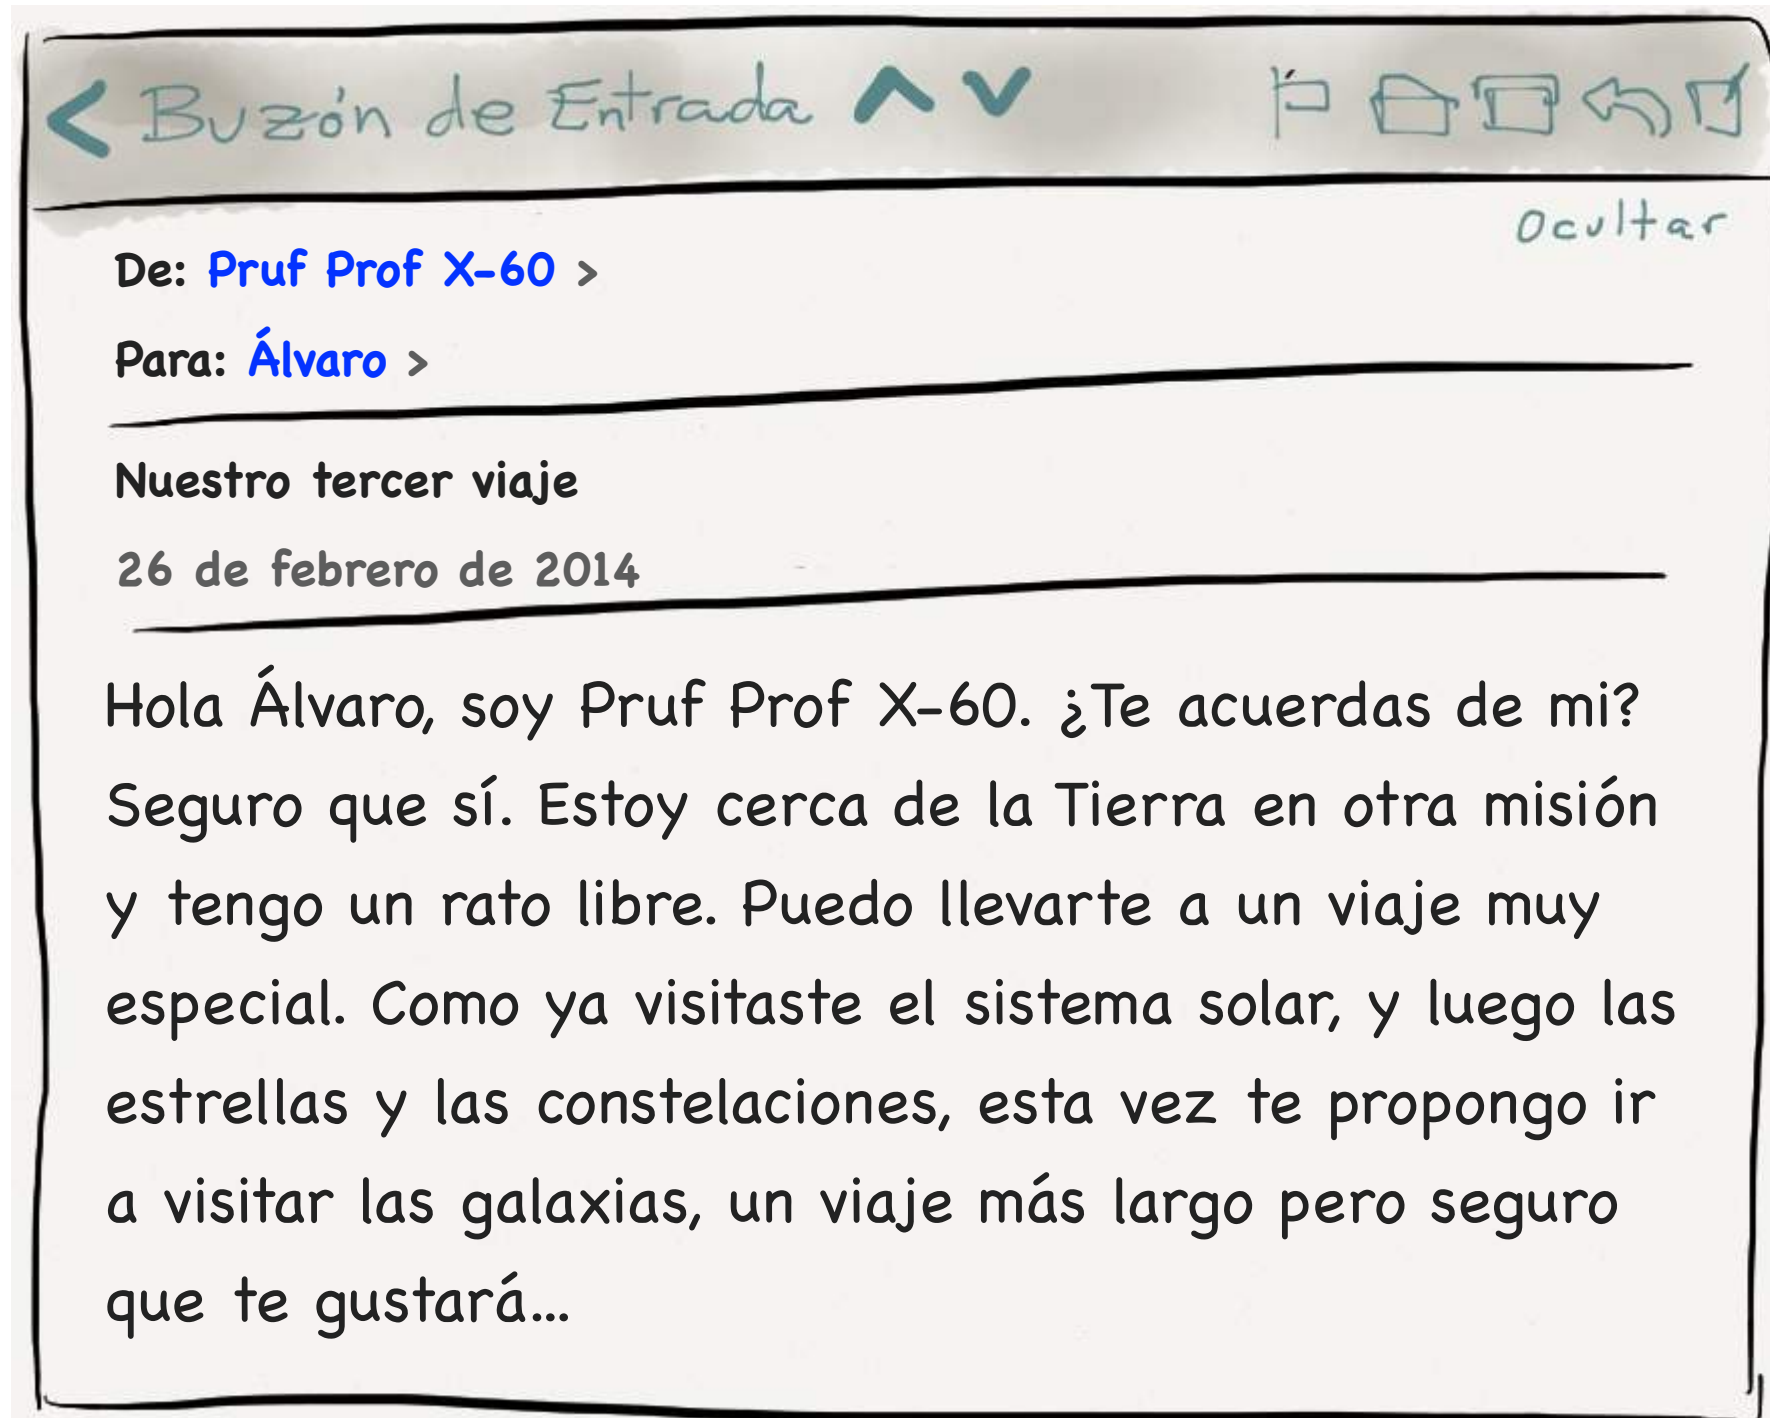 Buzón de Entrada
Ocultar
De: Pruf Prof X-60 >
Para: Álvaro >
Nuestro tercer viaje
26 de febrero de 2014
Hola Álvaro, soy Pruf Prof X-60. ¿Te acuerdas de mi?
Seguro que sí. Estoy cerca de la Tierra en otra misión
y tengo un rato libre. Puedo llevarte a un viaje muy
especial. Como ya visitaste el sistema solar, y luego las
estrellas y las constelaciones, esta vez te propongo ir
a visitar las galaxias, un viaje más largo pero seguro
que te gustará...